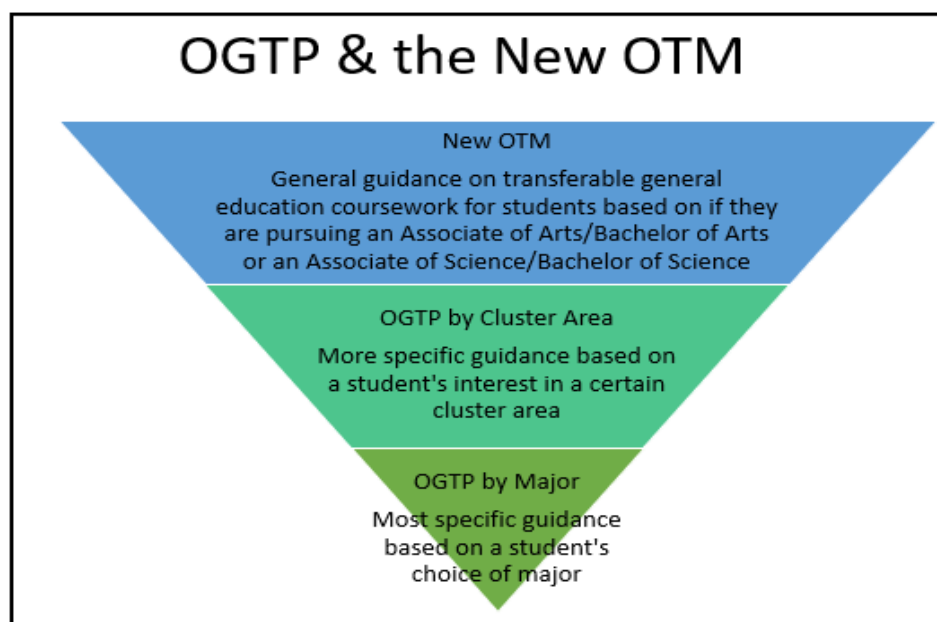 OGTP & the New OTM
New OTM
General guidance on transferable general
education coursework for students based on if they
are pursuing an Associate of Arts/Bachelor of Arts
or an Associate of Science/Bachelor of Science
OGTP by Cluster Area
More specific guidance based on
a student's interest in a certain
cluster area
OGTP by Major
Most specific guidance
based on a student's
choice of major